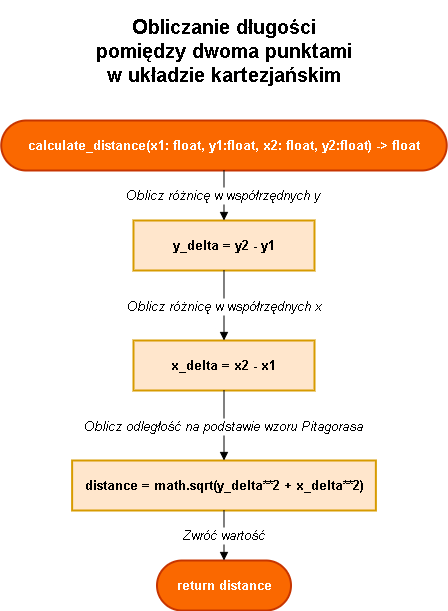 Obliczanie długości
pomiędzy dwoma punktami
w układzie kartezjańskim
calculate_distance(x1: float, y1:float, x2: float, y2:float) -> float
Oblicz różnicę w współrzędnych y
y_delta = y2 - y1
Oblicz różnicę w współrzędnych x
x_delta = x2 - x1
Oblicz odległość na podstawie wzoru Pitagorasa
distance = math.sqrt(y_delta**2 + x_delta**2)
Zwróć wartość
return distance